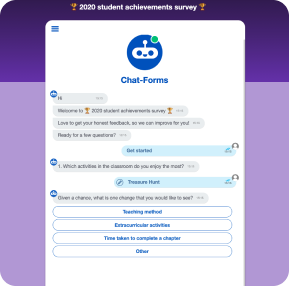 🏆 2020 student achievements survey 🏆
Chat-Forms
Hi
Welcome to 🏆 2020 student achievements survey 🏆
Love to get your honest feedback, so we can improve for you!
Ready for a few questions?
Get started
1. Which activities in the classroom do you enjoy the most?
Treasure Hunt
Given a chance, what is one change that you would like to see?
Teaching method
Extracurricular activities
Time taken to complete a chapter
Other